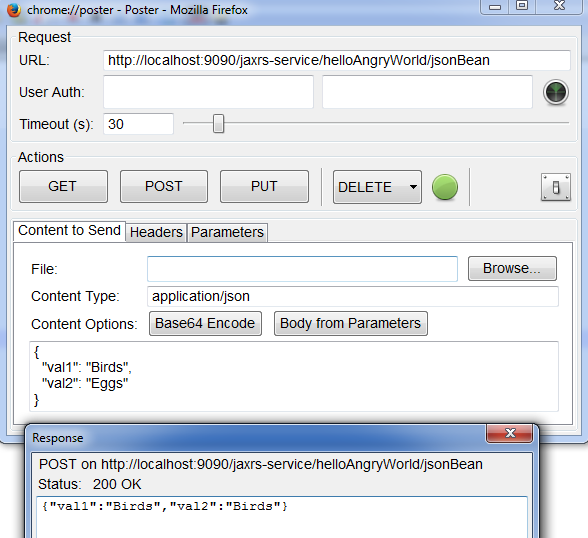 chrome://poster - Poster - Mozilla Firefox
Request
URL: http://localhost:9090/jaxrs-service/helloAngryWorld/jsonBean
User Auth:
Timeout (s): 30
Actions
GET POST PUT DELETE
Content to Send Headers Parameters
File: Browse...
Content Type: application/json
Content Options: Base64 Encode Body from Parameters
{
"val1": "Birds",
"val2": "Eggs"
}
Response
POST on http://localhost:9090/jaxrs-service/helloAngryWorld/jsonBean
Status: 200 OK
{"val1":"Birds","val2":"Birds"}